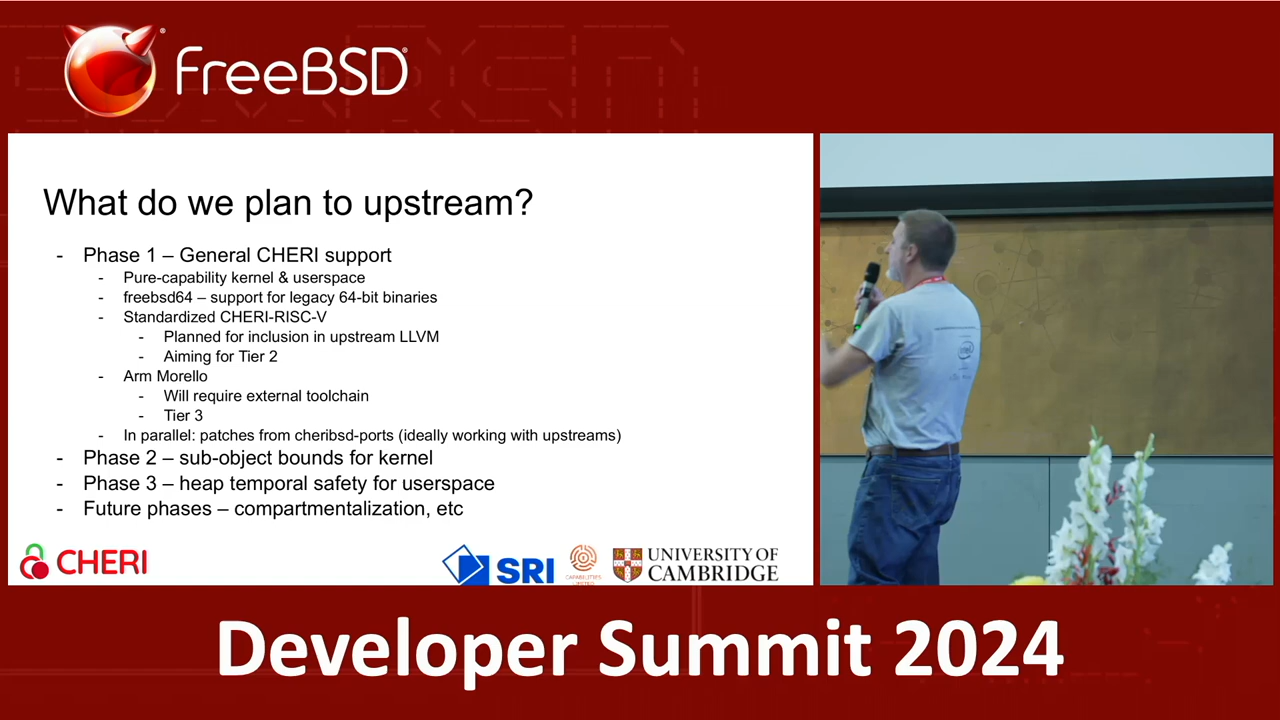 FreeBSD
What do we plan to upstream?
- Phase 1 – General CHERI support
- Pure-capability kernel & userspace
- freebsd64 – support for legacy 64-bit binaries
- Standardized CHERI-RISC-V
- Planned for inclusion in upstream LLVM
- Aiming for Tier 2
- Arm Morello
- Will require external toolchain
- Tier 3
- In parallel: patches from cheribsd-ports (ideally working with upstreams)
- Phase 2 – sub-object bounds for kernel
- Phase 3 – heap temporal safety for userspace
- Future phases – compartmentalization, etc
CHERI
SRI
CAPABILITIES
LIMITED
UNIVERSITY OF
CAMBRIDGE
intel
Developer Summit 2024